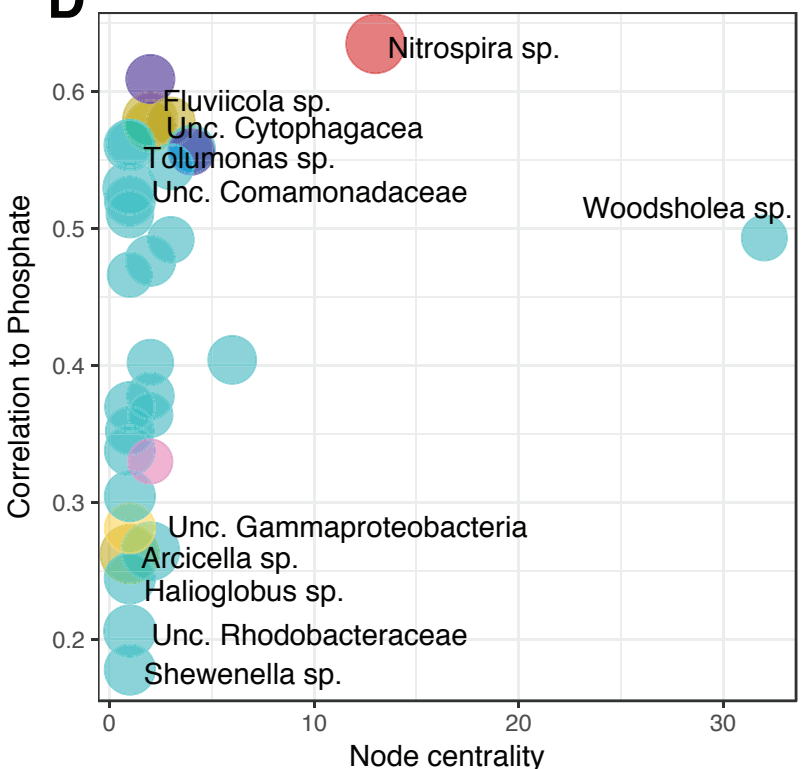 D
Nitrospira sp.
0.6
Fluviicola sp.
Unc. Cytophagacea
Tolumonas sp.
Unc. Comamonadaceae
Woodsholea sp.
0.5
Correlation to Phosphate
0.4
0.3
Unc. Gammaproteobacteria
Arcicella sp.
Halioglobus sp.
0.2
Unc. Rhodobacteraceae
Shewenella sp.
0 10 20 30
Node centrality